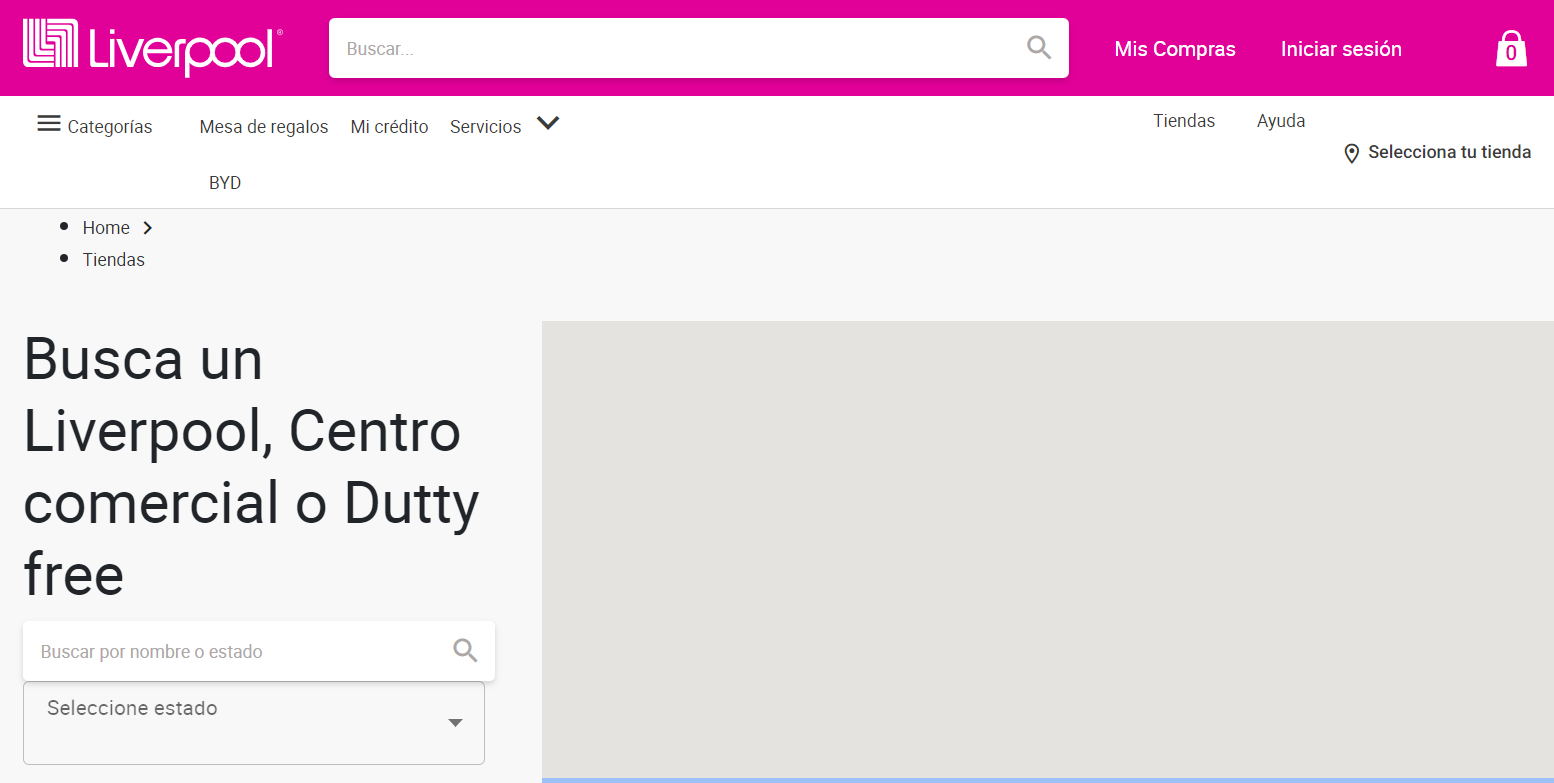 Liverpool®
Buscar...
Mis Compras
Iniciar sesión
0
Categorías
Mesa de regalos
Mi crédito
Servicios
Tiendas
Ayuda
Selecciona tu tienda
BYD
Home
Tiendas
Busca un
Liverpool, Centro
comercial o Dutty
free
Buscar por nombre o estado
Seleccione estado